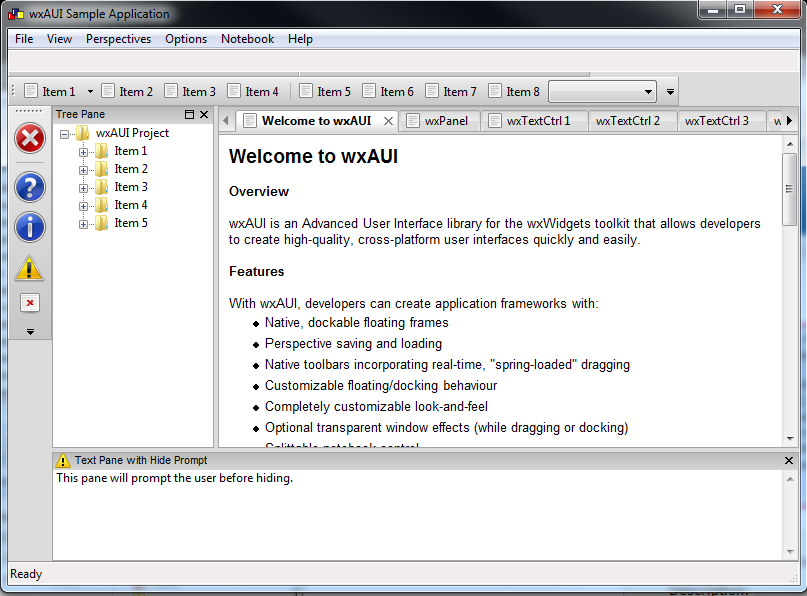 wxAUI Sample Application
File View Perspectives Options Notebook Help
Item 1 Item 2 Item 3 Item 4 Item 5 Item 6 Item 7 Item 8
Tree Pane
wxAUI Project
Item 1
Item 2
Item 3
Item 4
Item 5
Welcome to wxAUI wxPanel wxTextCtrl 1 wxTextCtrl 2 wxTextCtrl 3
Welcome to wxAUI
Overview
wxAUI is an Advanced User Interface library for the wxWidgets toolkit that allows developers
to create high-quality, cross-platform user interfaces quickly and easily.
Features
With wxAUI, developers can create application frameworks with:
Native, dockable floating frames
Perspective saving and loading
Native toolbars incorporating real-time, "spring-loaded" dragging
Customizable floating/docking behaviour
Completely customizable look-and-feel
Optional transparent window effects (while dragging or docking)
Splittable notebook control
Text Pane with Hide Prompt
This pane will prompt the user before hiding.
Ready